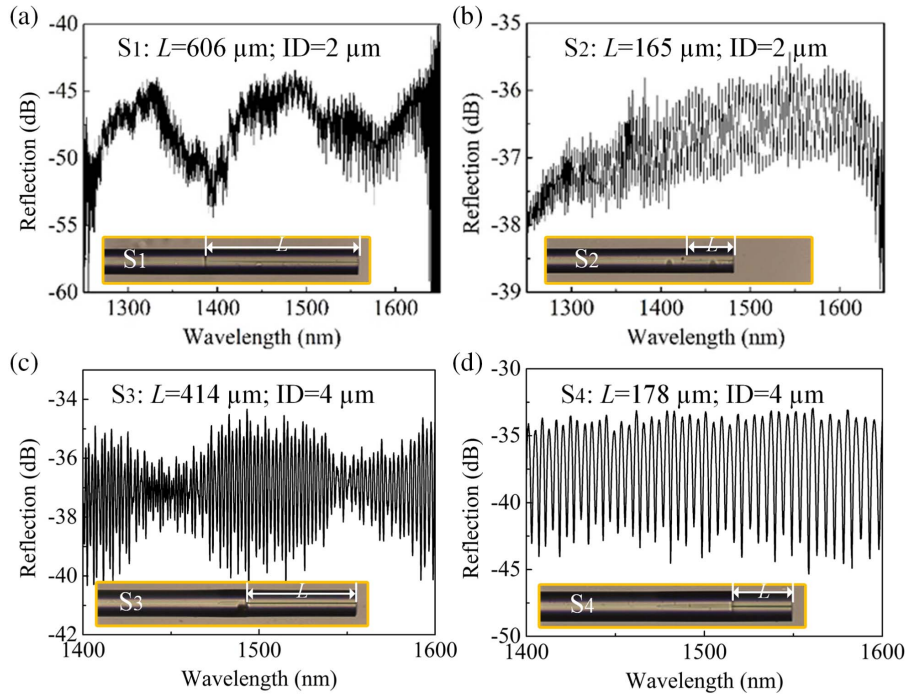 (a)
S1: L=606 µm; ID=2 µm
-40
-45
-50
-55
-60
Reflection (dB)
1300 1400 1500 1600
Wavelength (nm)
S1
L
(b)
S2: L=165 µm; ID=2 µm
-35
-36
-37
-38
-39
Reflection (dB)
1300 1400 1500 1600
Wavelength (nm)
S2
L
(c)
S3: L=414 µm; ID=4 µm
-34
-36
-38
-40
-42
Reflection (dB)
1400 1500 1600
Wavelength (nm)
S3
L
(d)
S4: L=178 µm; ID=4 µm
-30
-35
-40
-45
-50
Reflection (dB)
1400 1500 1600
Wavelength (nm)
S4
L